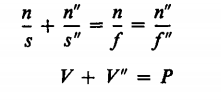 n/s + n″/s″ = n/f = n″/f″
V + V″ = P